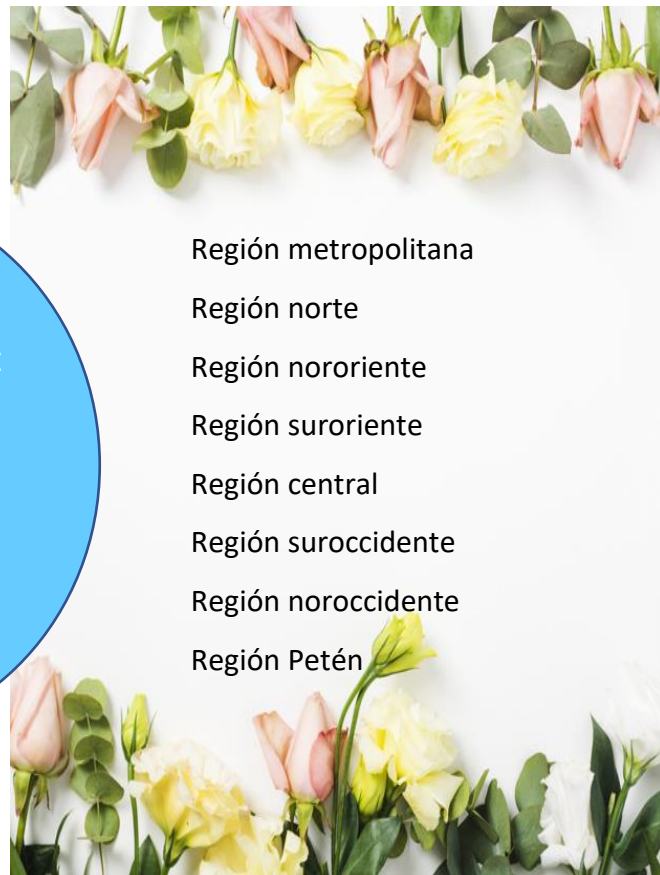 Región metropolitana
Región norte
Región nororiente
Región suroriente
Región central
Región suroccidente
Región noroccidente
Región Petén